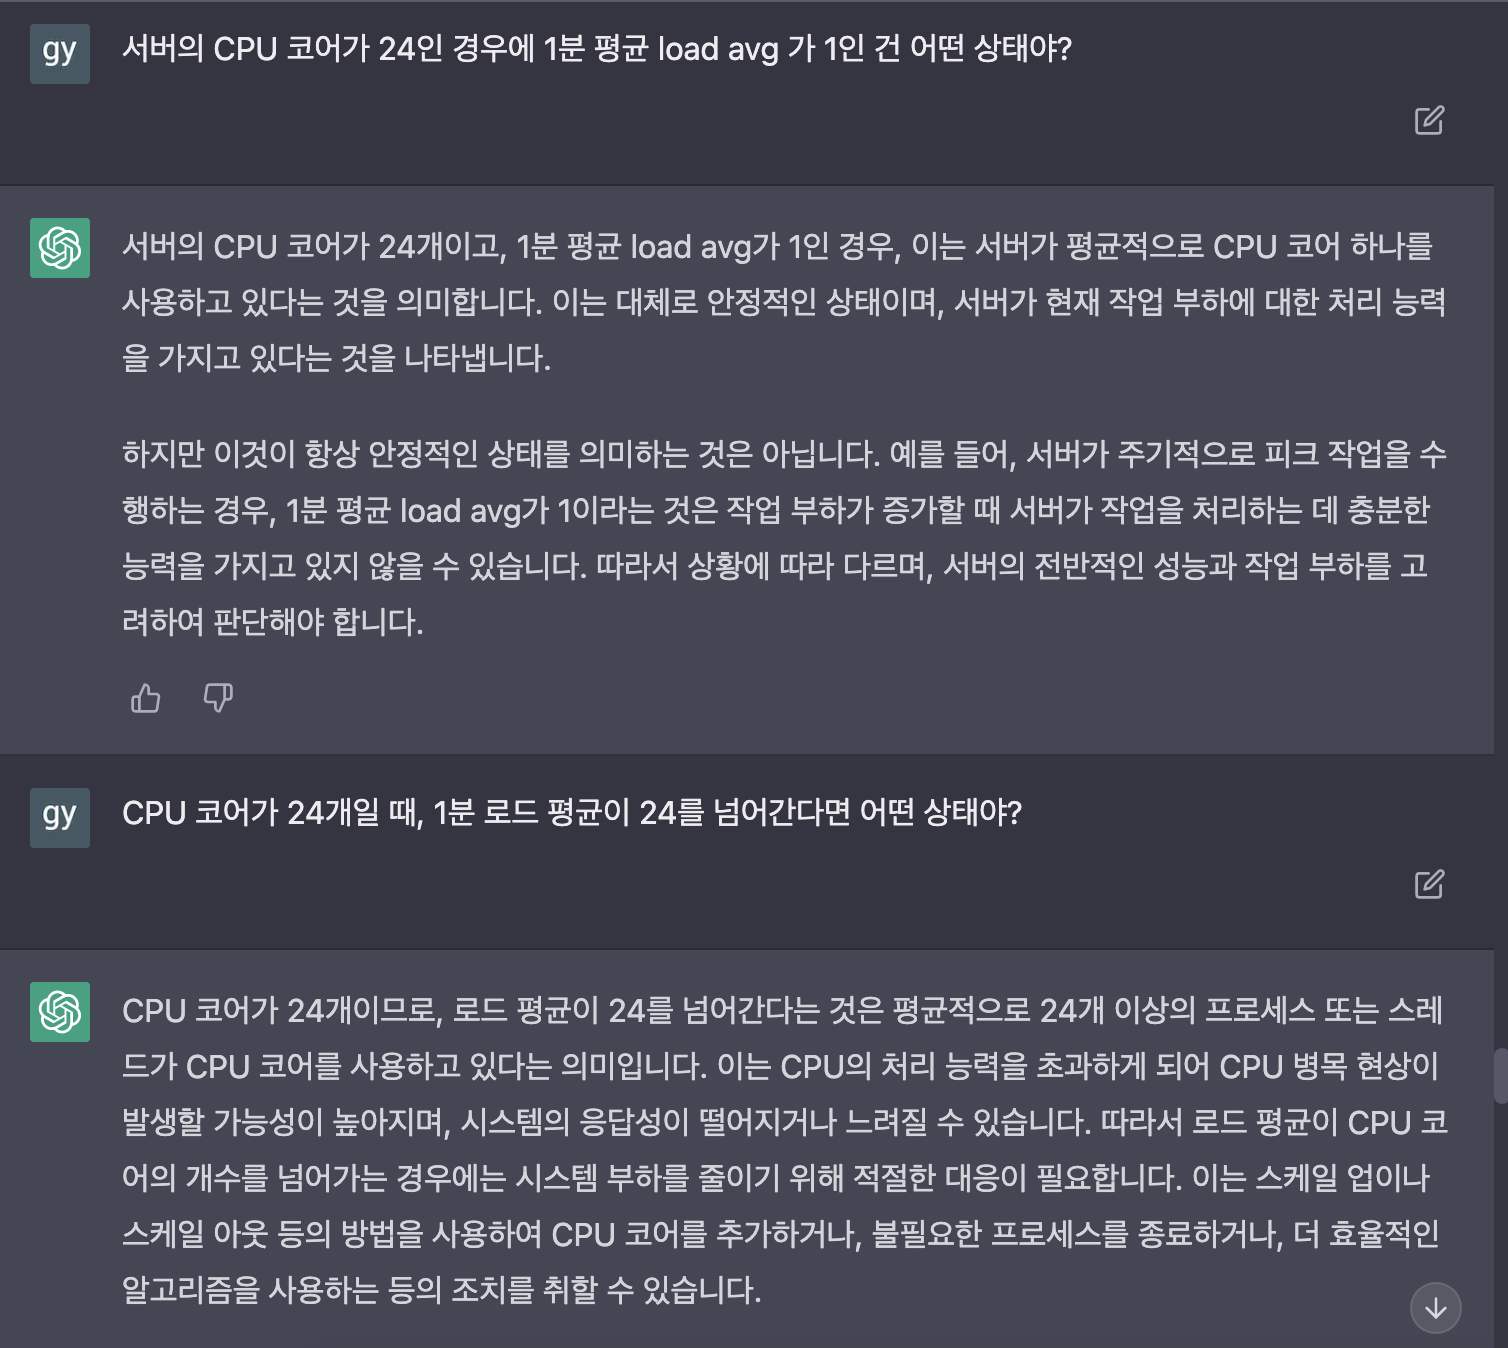 gy
서버의 CPU 코어가 24인 경우에 1분 평균 load avg 가 1인 건 어떤 상태야?
서버의 CPU 코어가 24개이고, 1분 평균 load avg가 1인 경우, 이는 서버가 평균적으로 CPU 코어 하나를
사용하고 있다는 것을 의미합니다. 이는 대체로 안정적인 상태이며, 서버가 현재 작업 부하에 대한 처리 능력
을 가지고 있다는 것을 나타냅니다.
하지만 이것이 항상 안정적인 상태를 의미하는 것은 아닙니다. 예를 들어, 서버가 주기적으로 피크 작업을 수
행하는 경우, 1분 평균 load avg가 1이라는 것은 작업 부하가 증가할 때 서버가 작업을 처리하는 데 충분한
능력을 가지고 있지 않을 수 있습니다. 따라서 상황에 따라 다르며, 서버의 전반적인 성능과 작업 부하를 고
려하여 판단해야 합니다.
gy
CPU 코어가 24개일 때, 1분 로드 평균이 24를 넘어간다면 어떤 상태야?
CPU 코어가 24개이므로, 로드 평균이 24를 넘어간다는 것은 평균적으로 24개 이상의 프로세스 또는 스레
드가 CPU 코어를 사용하고 있다는 의미입니다. 이는 CPU의 처리 능력을 초과하게 되어 CPU 병목 현상이
발생할 가능성이 높아지며, 시스템의 응답성이 떨어지거나 느려질 수 있습니다. 따라서 로드 평균이 CPU 코
어의 개수를 넘어가는 경우에는 시스템 부하를 줄이기 위해 적절한 대응이 필요합니다. 이는 스케일 업이나
스케일 아웃 등의 방법을 사용하여 CPU 코어를 추가하거나, 불필요한 프로세스를 종료하거나, 더 효율적인
알고리즘을 사용하는 등의 조치를 취할 수 있습니다.